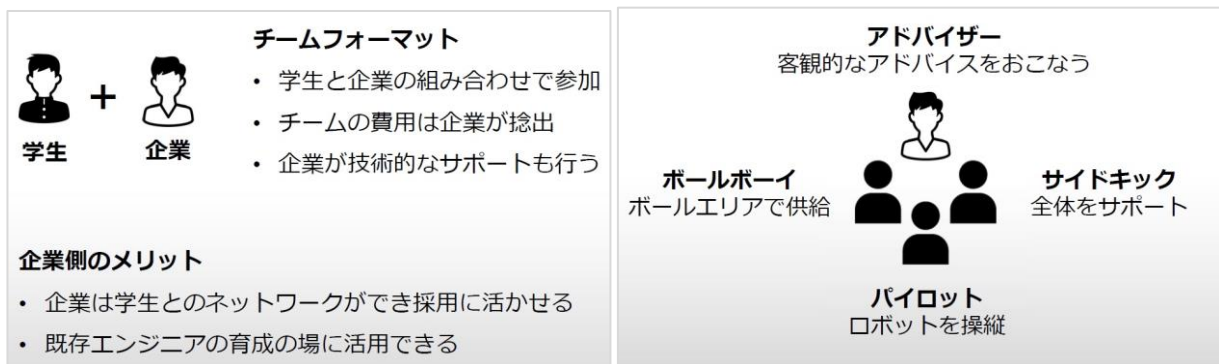 チームフォーマット
• 学生と企業の組み合わせで参加
• チームの費用は企業が捻出
• 企業が技術的なサポートも行う
+
学生
企業
企業側のメリット
• 企業は学生とのネットワークができ採用に活かせる
• 既存エンジニアの育成の場に活用できる
アドバイザー
客観的なアドバイスをおこなう
ボールボーイ
ボールエリアで供給
サイドキック
全体をサポート
パイロット
ロボットを操縦